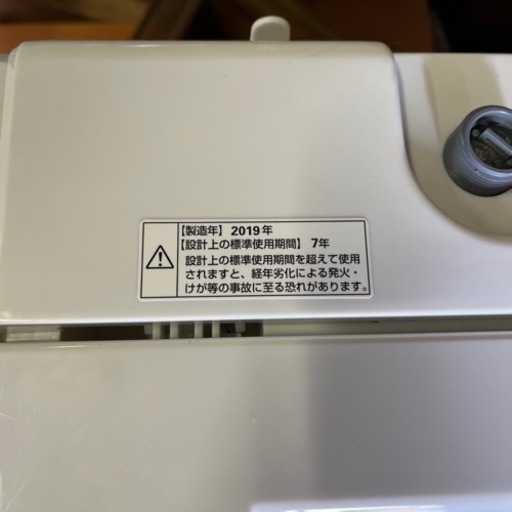 【製造年】 2019年
【設計上の標準使用期間】 7年
設計上の標準使用期間を超えて使用
されますと、経年劣化による発火・
けが等の事故に至る恐れがあります。